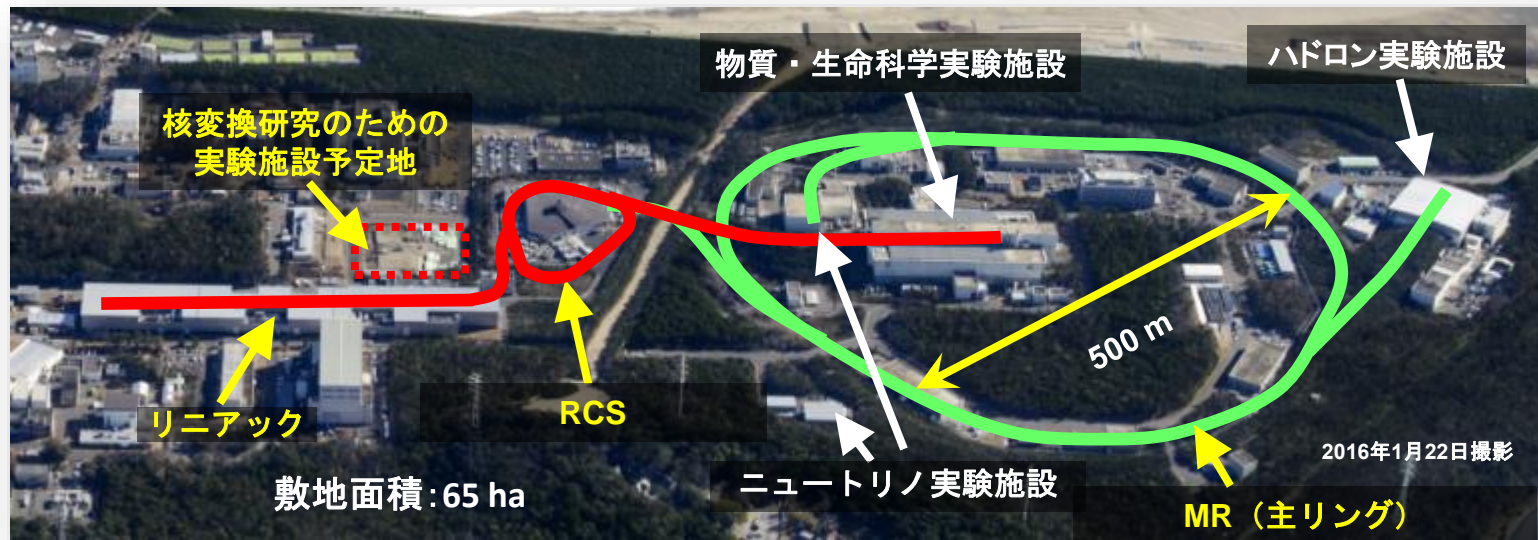 物質・生命科学実験施設
ハドロン実験施設
核変換研究のための
実験施設予定地
500 m
リニアック
RCS
2016年1月22日撮影
ニュートリノ実験施設
敷地面積：65 ha
MR（主リング）